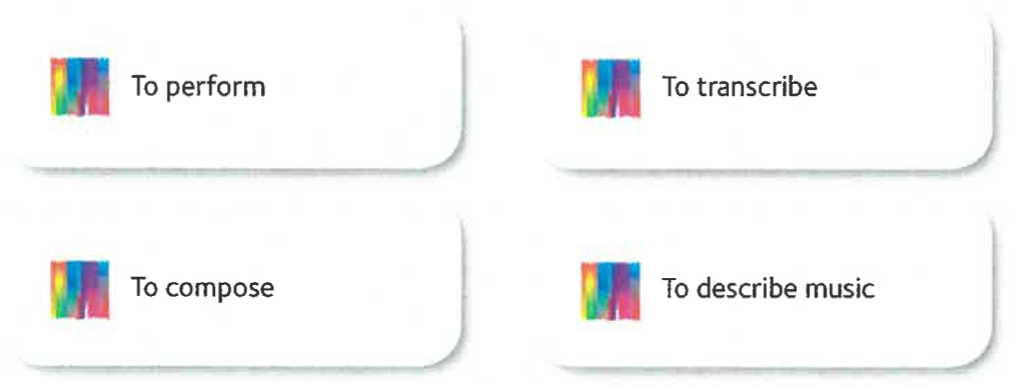 To perform
To transcribe
To compose
To describe music